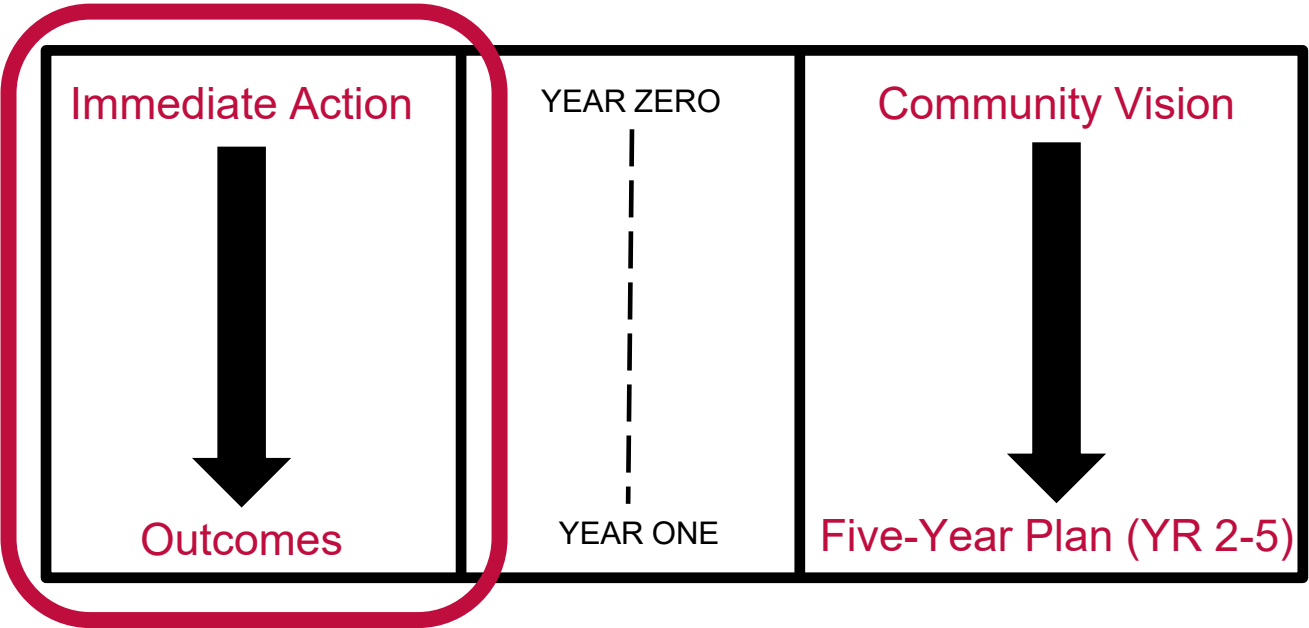 Immediate Action
YEAR ZERO
Community Vision
Outcomes
YEAR ONE
Five-Year Plan (YR 2-5)